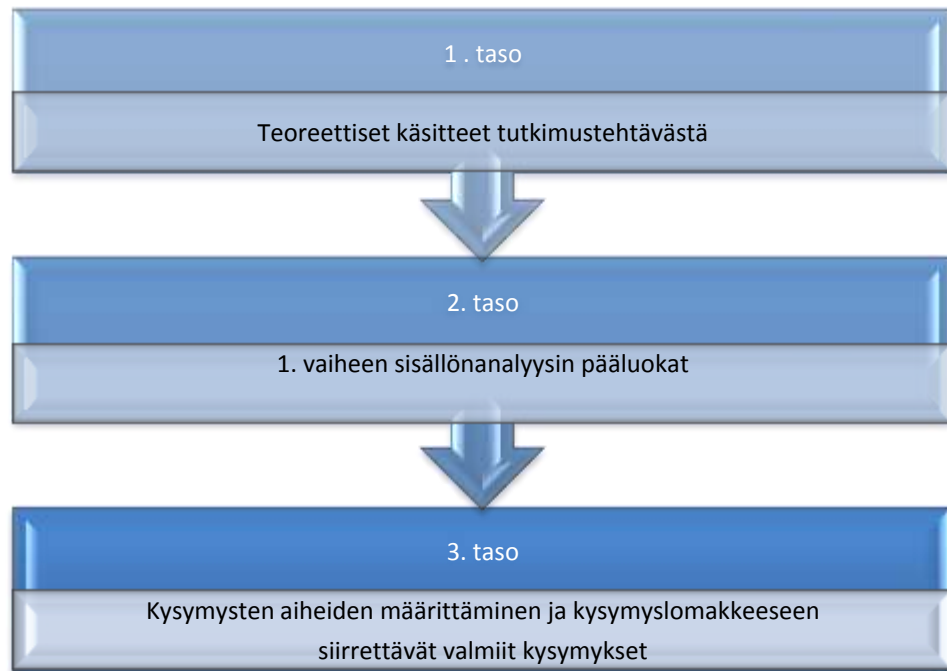 1 . taso
Teoreettiset käsitteet tutkimustehtävästä
2. taso
1. vaiheen sisällönanalyysin pääluokat
3. taso
Kysymysten aiheiden määrittäminen ja kysymyslomakkeeseen
siirrettävät valmiit kysymykset